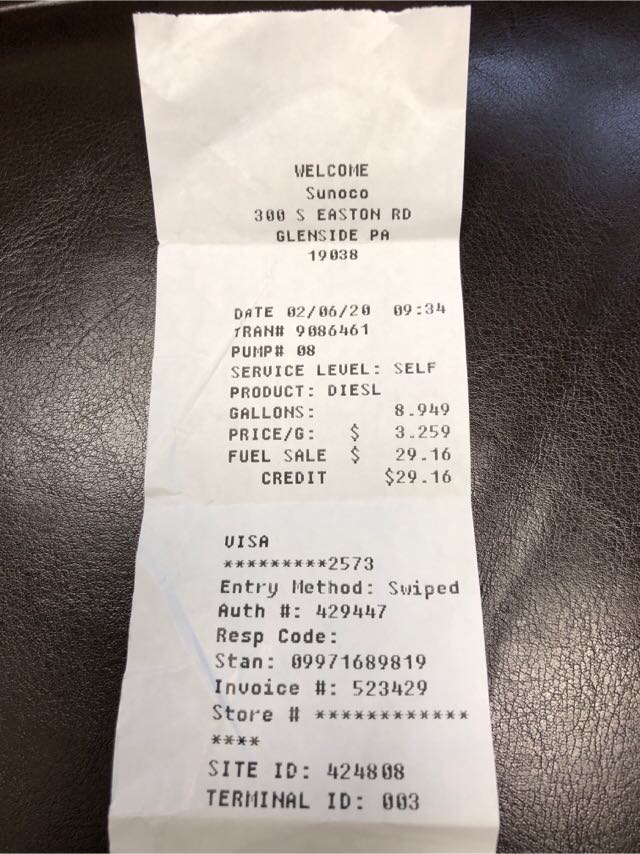 WELCOME
Sunoco
300 S EASTON RD
GLENSIDE PA
19038
DATE 02/06/20 09:34
TRAN# 9086461
PUMP# 08
SERVICE LEVEL: SELF
PRODUCT: DIESL
GALLONS: 8.949
PRICE/G: $ 3.259
FUEL SALE $ 29.16
CREDIT $29.16
VISA
*********2573
Entry Method: Swiped
Auth #: 429447
Resp Code:
Stan: 09971689819
Invoice #: 523429
Store # ************
****
SITE ID: 424808
TERMINAL ID: 003